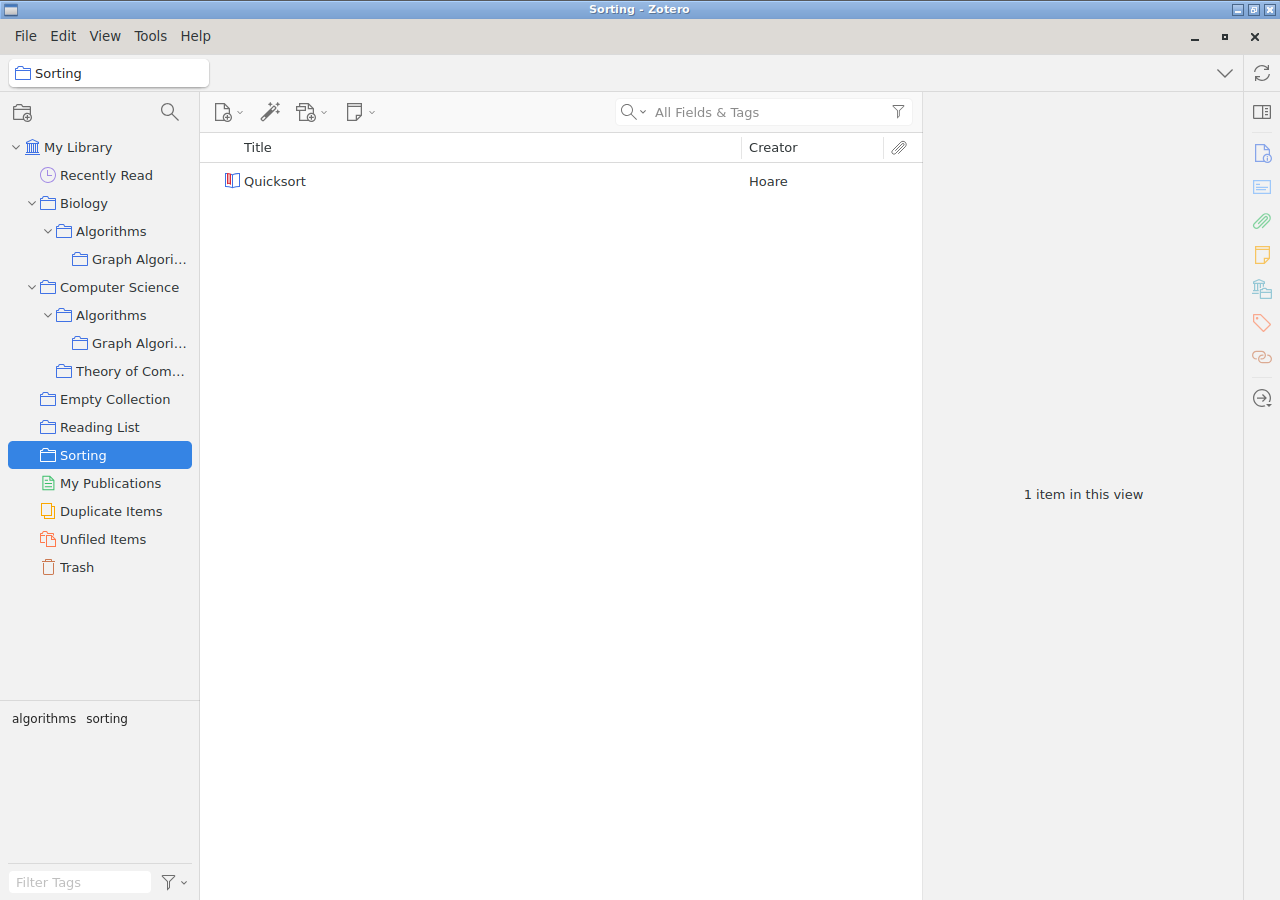 Sorting - Zotero
File Edit View Tools Help
Sorting
All Fields & Tags
My Library
Recently Read
Biology
Algorithms
Graph Algori...
Computer Science
Algorithms
Graph Algori...
Theory of Com...
Empty Collection
Reading List
Sorting
My Publications
Duplicate Items
Unfiled Items
Trash
algorithms sorting
Filter Tags
Title Creator
Quicksort Hoare
1 item in this view